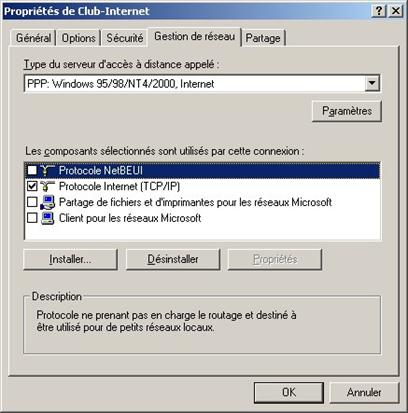 Propriétés de Club-Internet
Général
Options
Sécurité
Gestion de réseau
Partage
Type du serveur d'accès à distance appelé :
PPP: Windows 95/98/NT4/2000, Internet
Paramètres
Les composants sélectionnés sont utilisés par cette connexion :
Protocole NetBEUI
Protocole Internet (TCP/IP)
Partage de fichiers et d'imprimantes pour les réseaux Microsoft
Client pour les réseaux Microsoft
Installer...
Désinstaller
Propriétés
Description
Protocole ne prenant pas en charge le routage et destiné à
être utilisé pour de petits réseaux locaux.
OK
Annuler